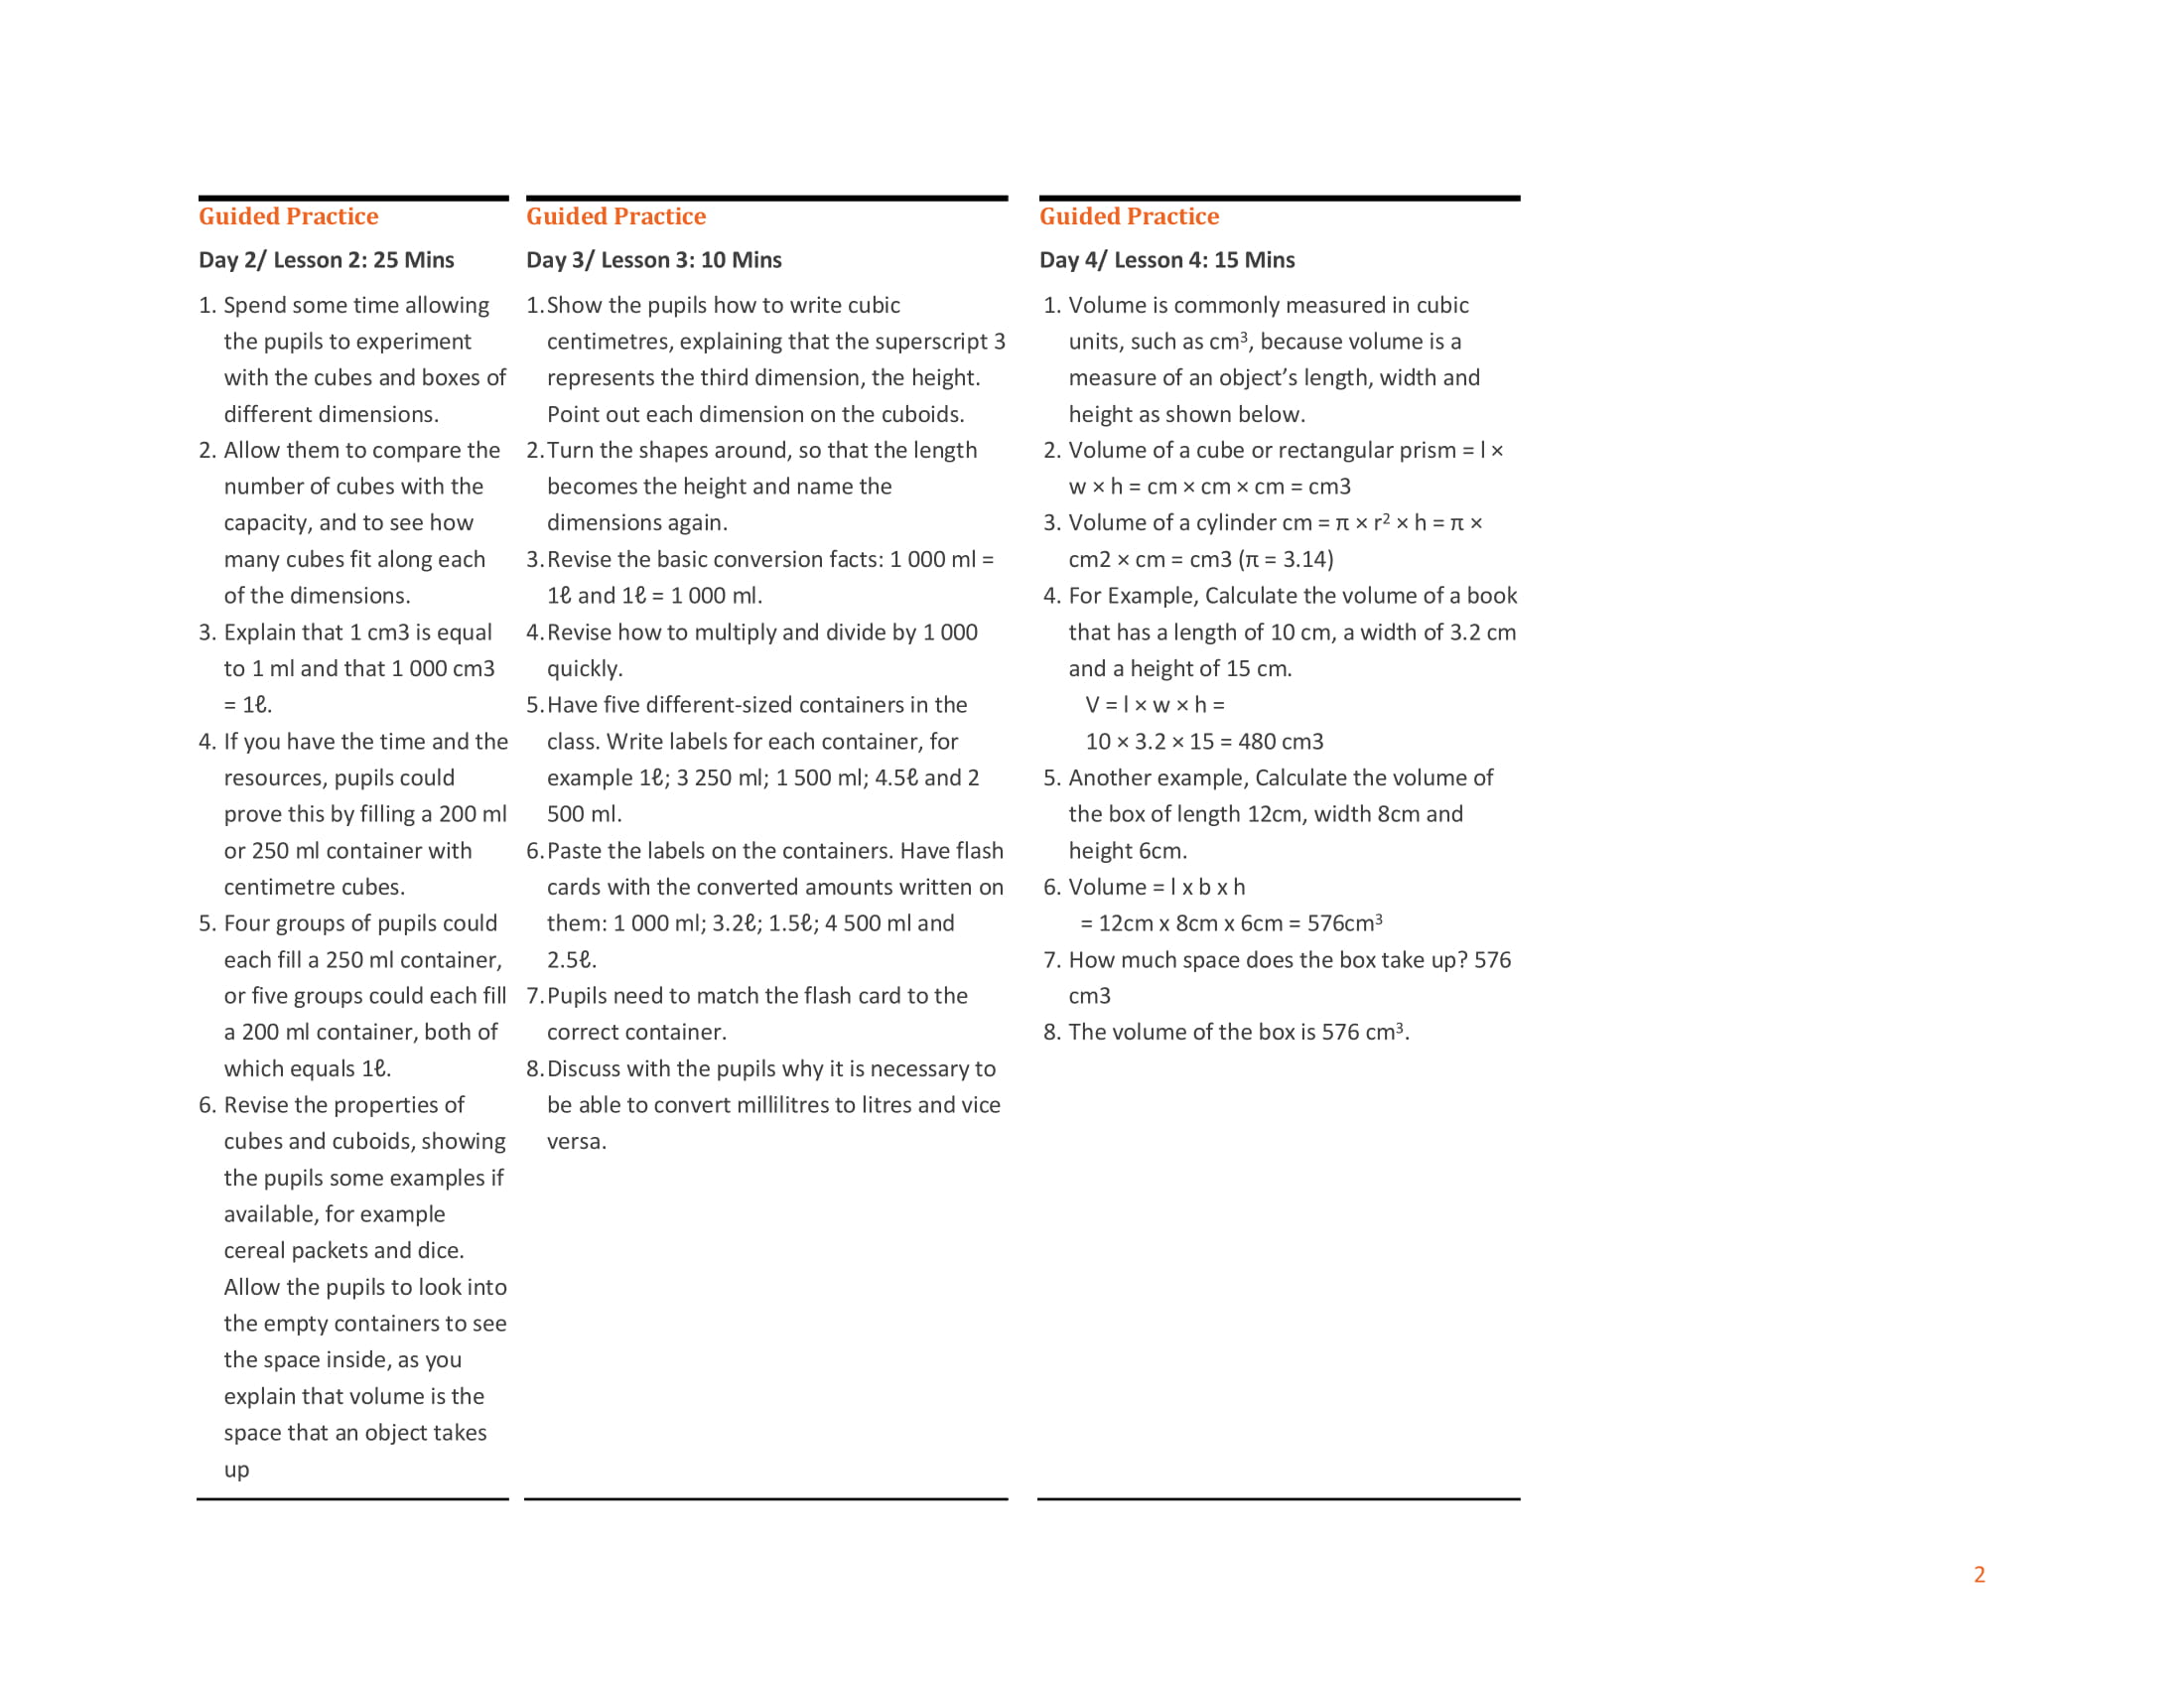 Guided Practice
Day 2/ Lesson 2: 25 Mins
1. Spend some time allowing
the pupils to experiment
with the cubes and boxes of
different dimensions.
2. Allow them to compare the
number of cubes with the
capacity, and to see how
many cubes fit along each
of the dimensions.
3. Explain that 1 cm3 is equal
to 1 ml and that 1 000 cm3
= 1ℓ.
4. If you have the time and the
resources, pupils could
prove this by filling a 200 ml
or 250 ml container with
centimetre cubes.
5. Four groups of pupils could
each fill a 250 ml container,
or five groups could each fill
a 200 ml container, both of
which equals 1ℓ.
6. Revise the properties of
cubes and cuboids, showing
the pupils some examples if
available, for example
cereal packets and dice.
Allow the pupils to look into
the empty containers to see
the space inside, as you
explain that volume is the
space that an object takes
up
Guided Practice
Day 3/ Lesson 3: 10 Mins
1. Show the pupils how to write cubic
centimetres, explaining that the superscript 3
represents the third dimension, the height.
Point out each dimension on the cuboids.
2. Turn the shapes around, so that the length
becomes the height and name the
dimensions again.
3. Revise the basic conversion facts: 1 000 ml =
1ℓ and 1ℓ = 1 000 ml.
4. Revise how to multiply and divide by 1 000
quickly.
5. Have five different-sized containers in the
class. Write labels for each container, for
example 1ℓ; 3 250 ml; 1 500 ml; 4.5ℓ and 2
500 ml.
6. Paste the labels on the containers. Have flash
cards with the converted amounts written on
them: 1 000 ml; 3.2ℓ; 1.5ℓ; 4 500 ml and
2.5ℓ.
7. Pupils need to match the flash card to the
correct container.
8. Discuss with the pupils why it is necessary to
be able to convert millilitres to litres and vice
versa.
Guided Practice
Day 4/ Lesson 4: 15 Mins
1. Volume is commonly measured in cubic
units, such as cm³, because volume is a
measure of an object’s length, width and
height as shown below.
2. Volume of a cube or rectangular prism = l ×
w × h = cm × cm × cm = cm3
3. Volume of a cylinder cm = π × r² × h = π ×
cm2 × cm = cm3 (π = 3.14)
4. For Example, Calculate the volume of a book
that has a length of 10 cm, a width of 3.2 cm
and a height of 15 cm.
V = l × w × h =
10 × 3.2 × 15 = 480 cm3
5. Another example, Calculate the volume of
the box of length 12cm, width 8cm and
height 6cm.
6. Volume = l x b x h
= 12cm x 8cm x 6cm = 576cm³
7. How much space does the box take up? 576
cm3
8. The volume of the box is 576 cm³.
2